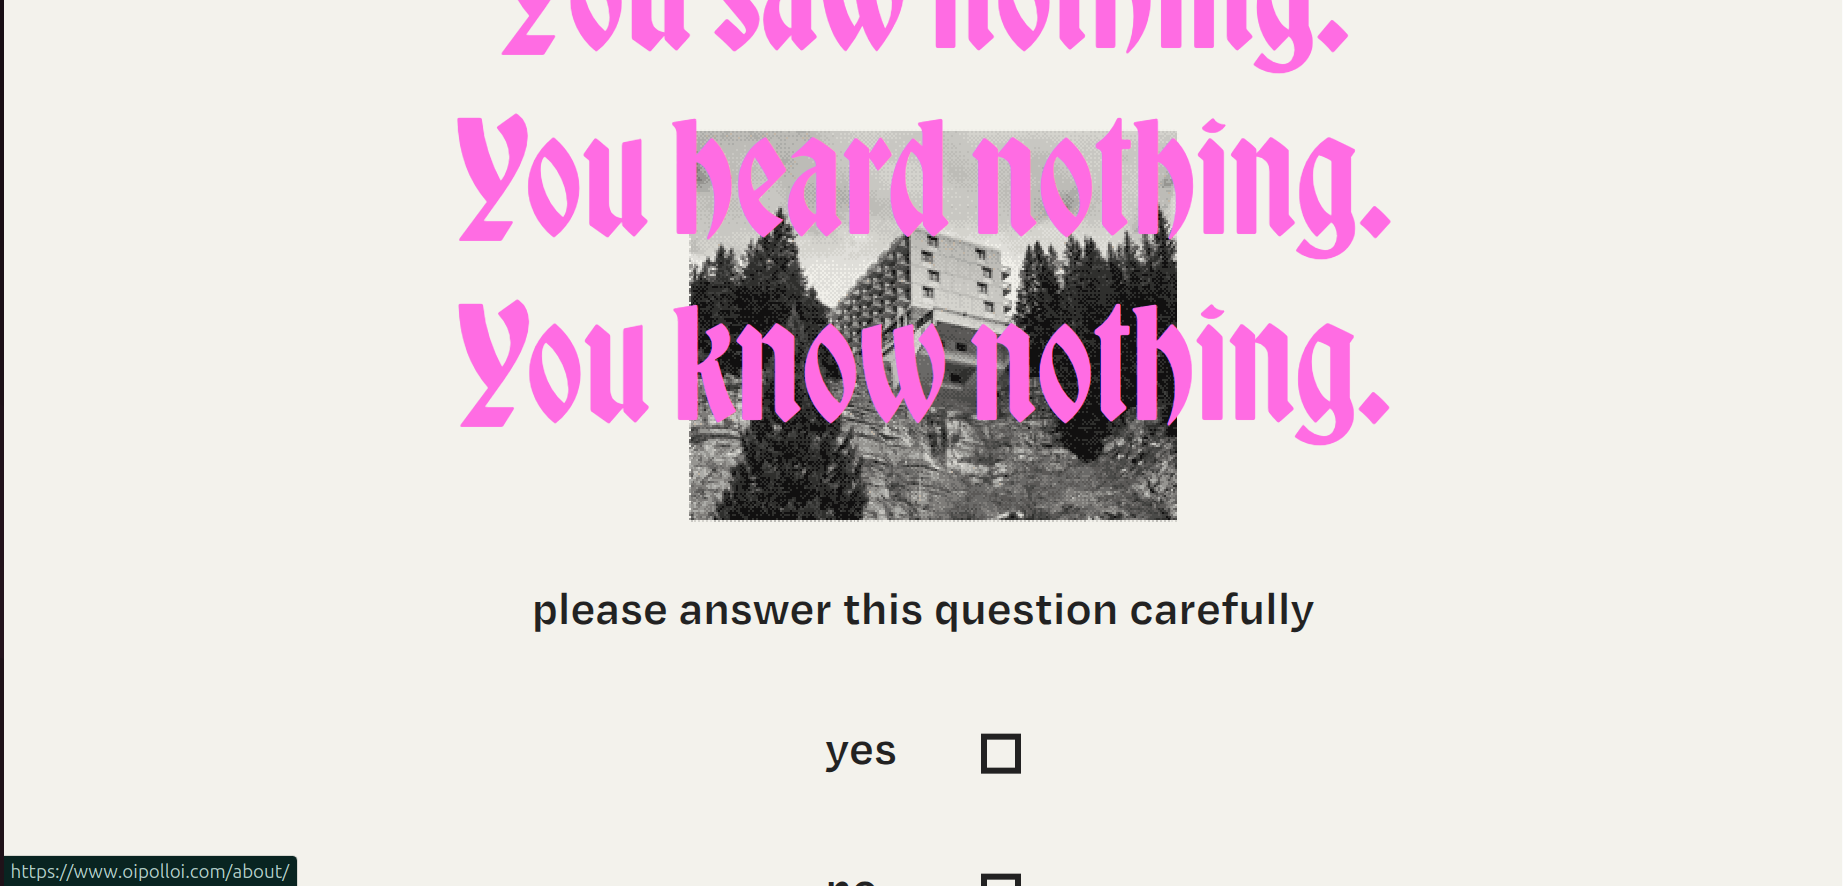 You saw nothing.
You heard nothing.
You know nothing.
please answer this question carefully
yes
no
https://www.oipolloi.com/about/